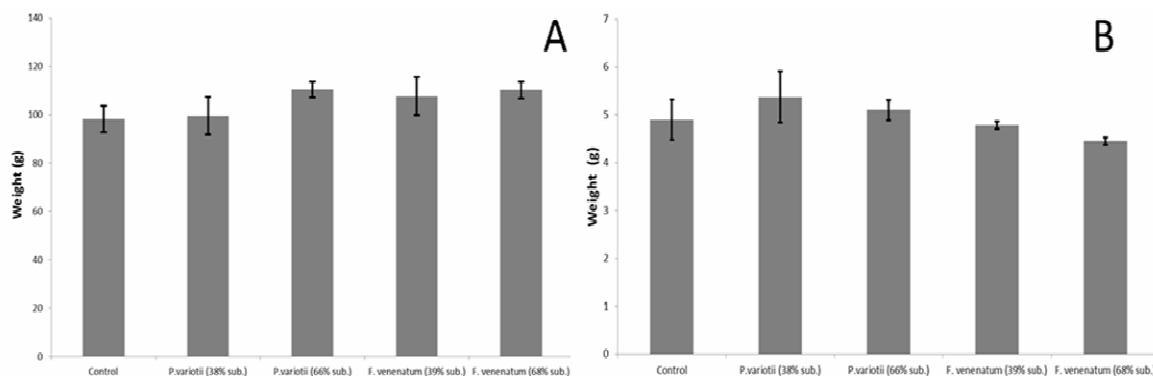 A
140
120
100
80
60
40
20
0
Weight (g)
Control
P.variotii (38% sub.)
P.variotii (66% sub.)
F. venenatum (39% sub.)
F. venenatum (68% sub.)
B
7
6
5
4
3
2
1
0
Weight (g)
Control
P.variotii (38% sub.)
P.variotii (66% sub.)
F. venenatum (39% sub.)
F. venenatum (68% sub.)